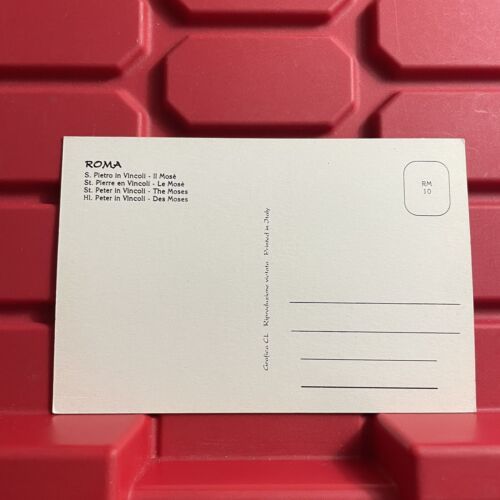 ROMA
S. Pietro in Vincoli - Il Mosè
St. Pierre en Vincoli - Le Mosè
St. Peter in Vincoli - The Moses
Hl. Peter in Vincoli - Des Moses
RM
10
Grafica CL. Riproduzione vietata. Printed in Italy